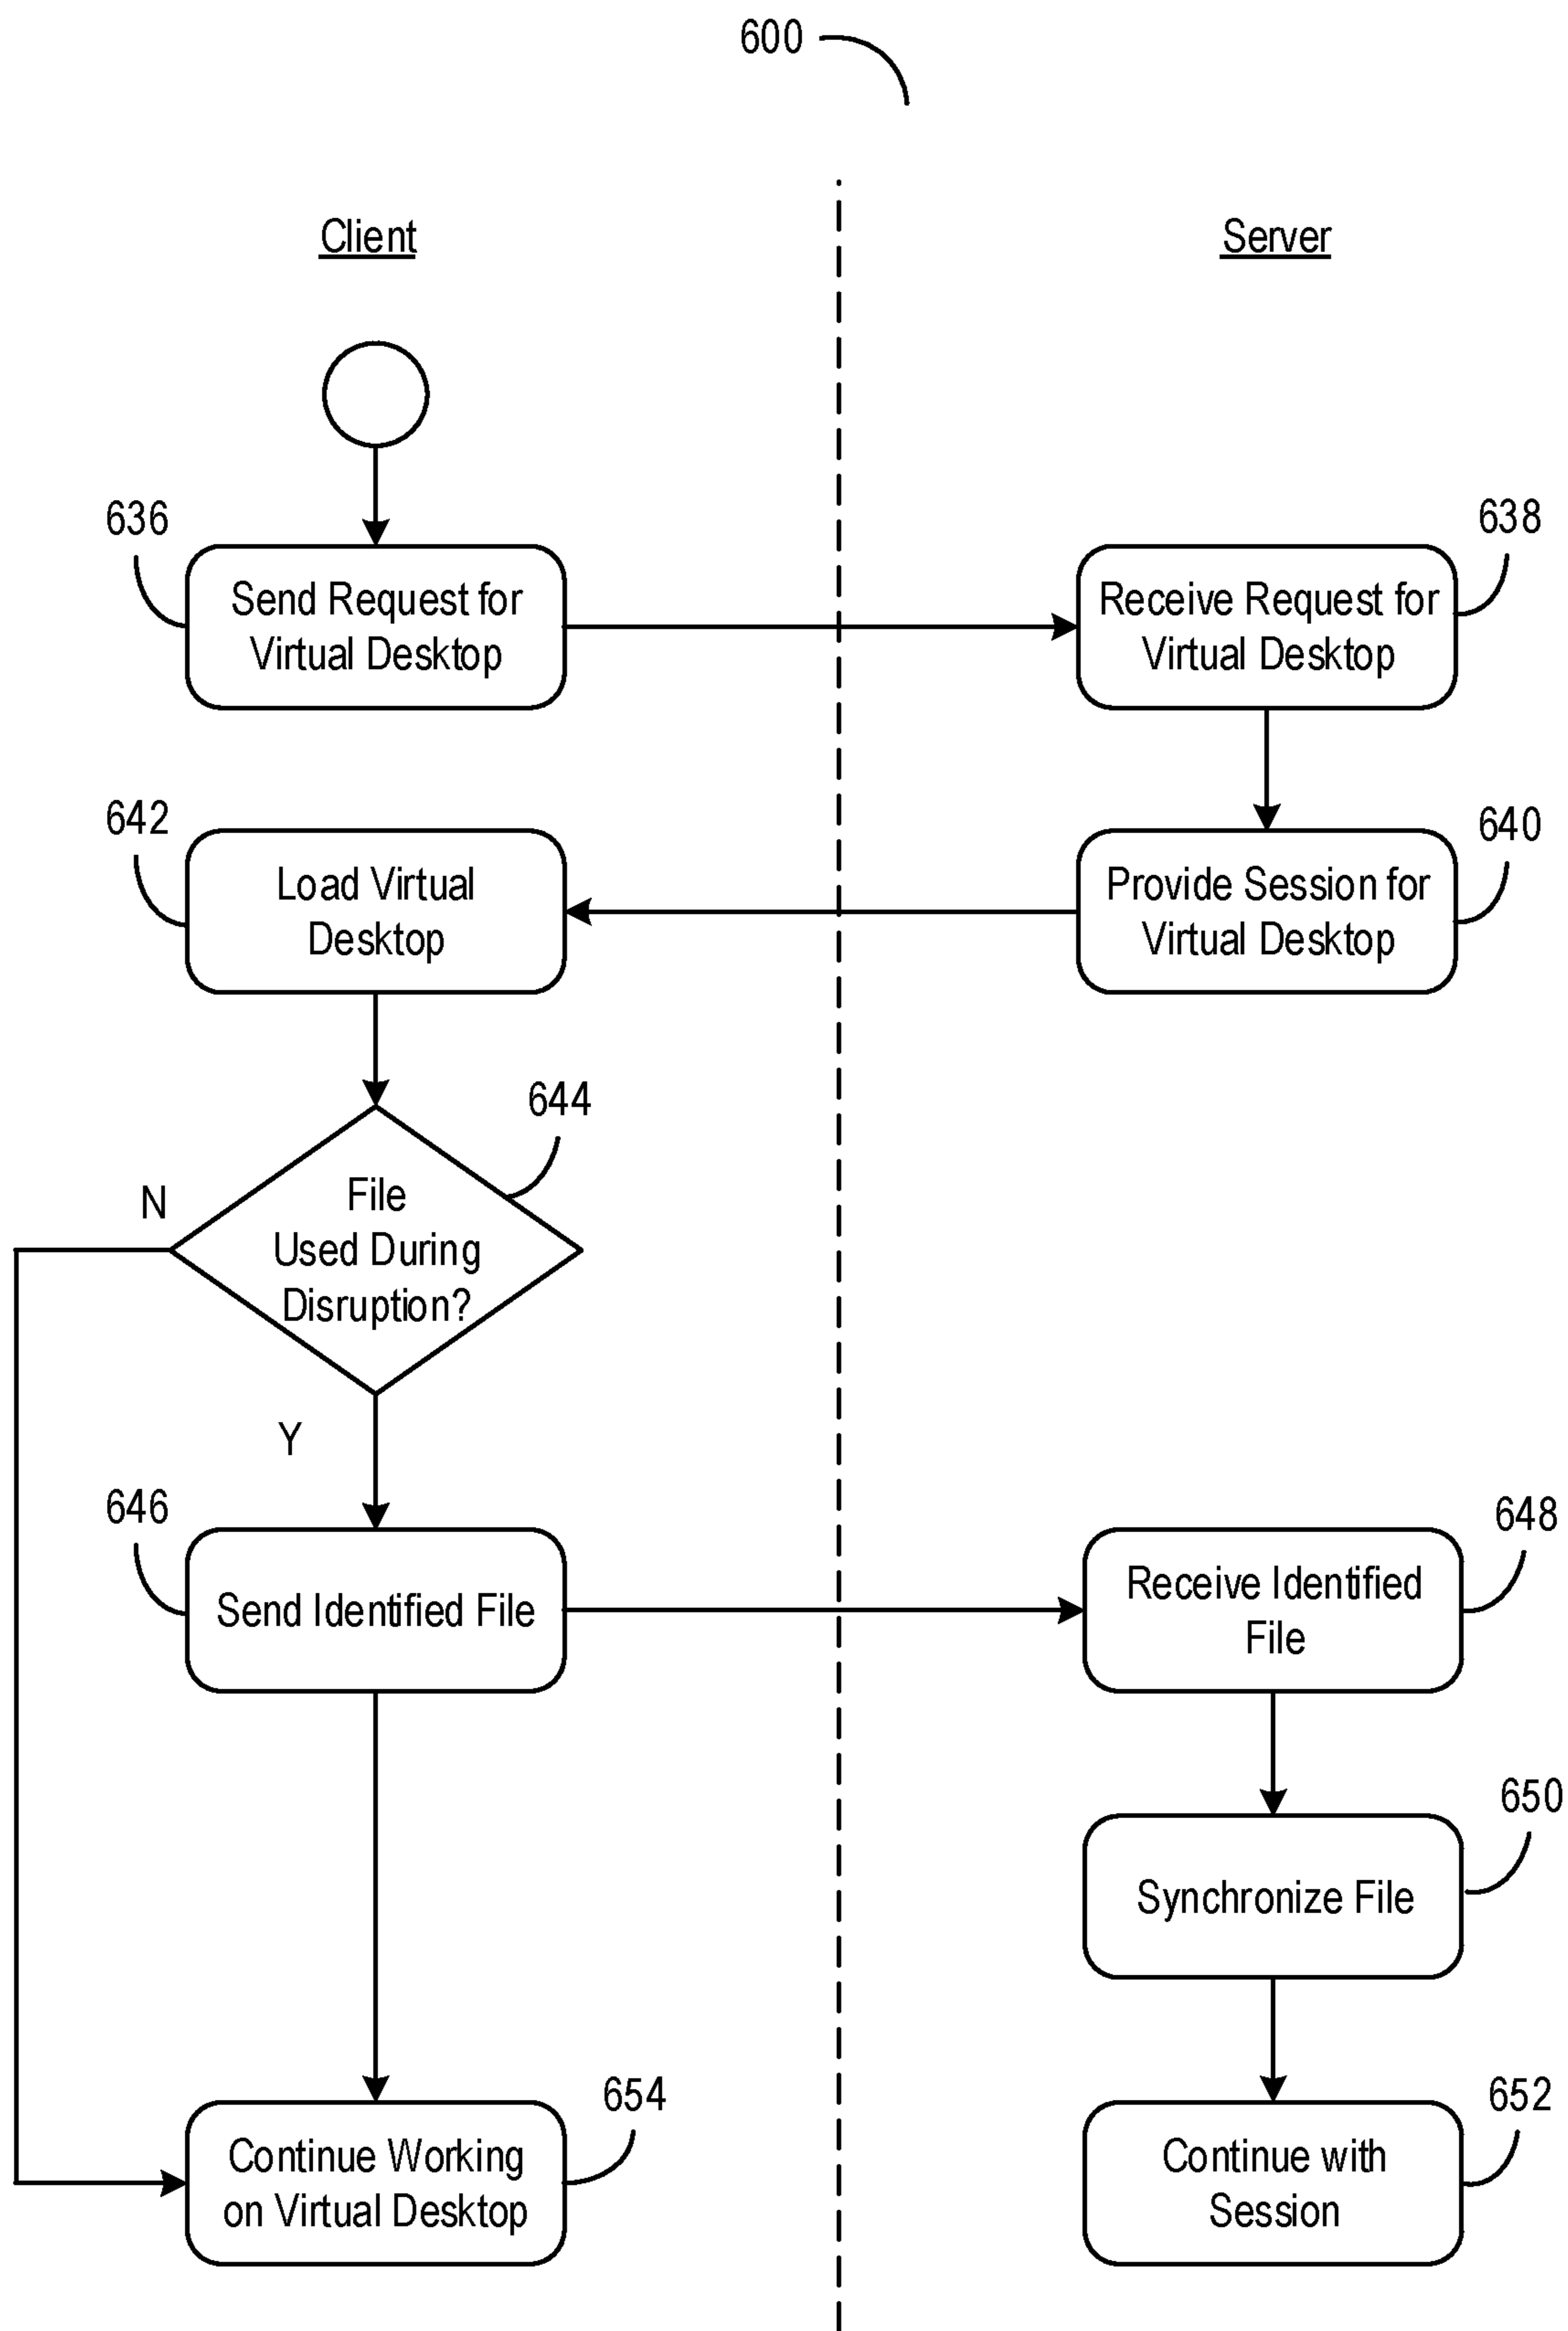 600
Client
Server
636
Send Request for
Virtual Desktop
638
Receive Request for
Virtual Desktop
642
Load Virtual
Desktop
640
Provide Session for
Virtual Desktop
644
File
Used During
Disruption?
N
Y
646
Send Identified File
648
Receive Identified
File
650
Synchronize File
654
Continue Working
on Virtual Desktop
652
Continue with
Session